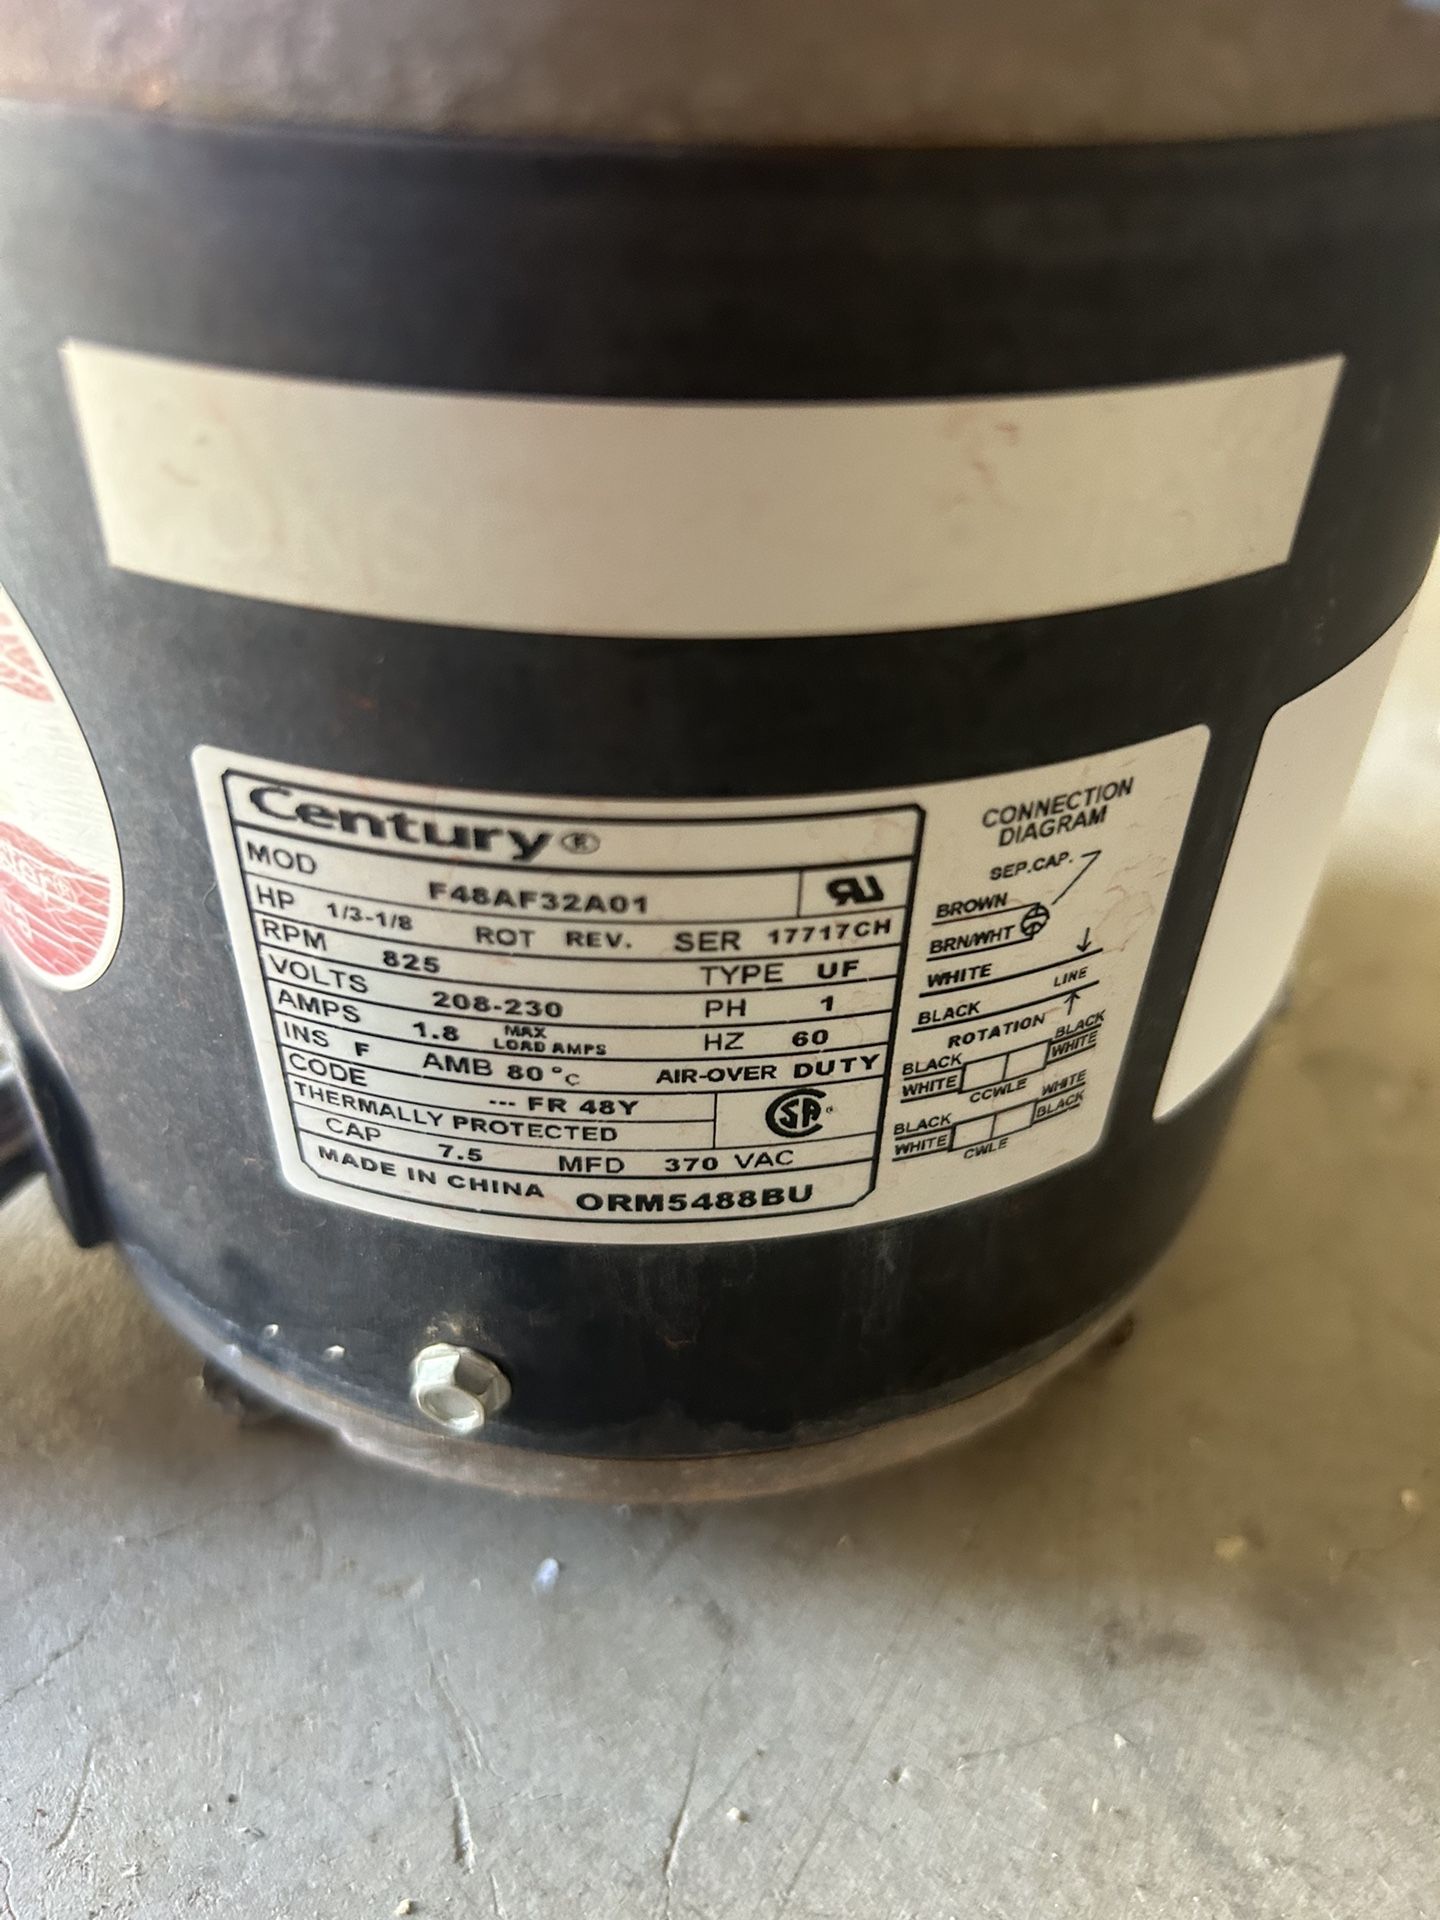 Century®
MOD F48AF32A01
HP 1/3-1/8 ROT REV. SER 17717CH
RPM 825 TYPE UF
VOLTS 208-230 PH 1
AMPS 1.8 MAX LOAD AMPS HZ 60
INS F AMB 80°C AIR-OVER DUTY
CODE --- FR 48Y
THERMALLY PROTECTED
CAP 7.5 MFD 370 VAC
MADE IN CHINA ORM5488BU
CONNECTION
DIAGRAM
SEP.CAP.
BROWN
BRN/WHT
WHITE
LINE
BLACK
ROTATION
BLACK BLACK
WHITE WHITE
CCWLE
BLACK WHITE
WHITE BLACK
CWLE